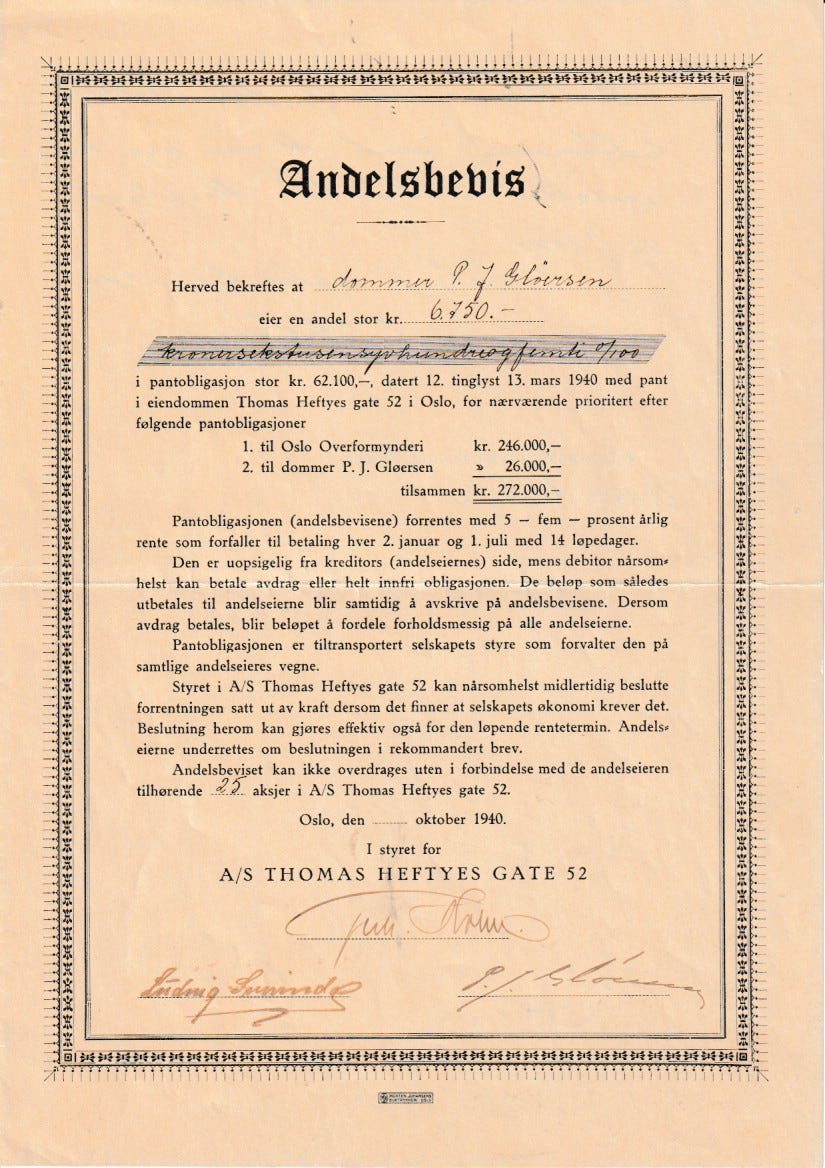 Andelsbevis
Herved bekreftes at dommer P. J. Glöersen
eier en andel stor kr. 6.750.-
kronersekstusensyvhundreogfemti 0/100
i pantobligasjon stor kr. 62.100,—, datert 12. tinglyst 13. mars 1940 med pant
i eiendommen Thomas Heftyes gate 52 i Oslo, for nærværende prioritert efter
følgende pantobligasjoner
1. til Oslo Overformynderi kr. 246.000,—
2. til dommer P. J. Gløersen » 26.000,—
tilsammen kr. 272.000,—
Pantobligasjonen (andelsbevisene) forrentes med 5 — fem — prosent årlig
rente som forfaller til betaling hver 2. januar og 1. juli med 14 løpedager.
Den er uopsigelig fra kreditors (andelseiernes) side, mens debitor nårsom=
helst kan betale avdrag eller helt innfri obligasjonen. De beløp som således
utbetales til andelseierne blir samtidig å avskrive på andelsbevisene. Dersom
avdrag betales, blir beløpet å fordele forholdsmessig på alle andelseierne.
Pantobligasjonen er tiltransportert selskapets styre som forvalter den på
samtlige andelseieres vegne.
Styret i A/S Thomas Heftyes gate 52 kan nårsomhelst midlertidig beslutte
forrentningen satt ut av kraft dersom det finner at selskapets økonomi krever det.
Beslutning herom kan gjøres effektiv også for den løpende rentetermin. Andels=
eierne underrettes om beslutningen i rekommandert brev.
Andelsbeviset kan ikke overdrages uten i forbindelse med de andelseieren
tilhørende 25 aksjer i A/S Thomas Heftyes gate 52.
Oslo, den ........ oktober 1940.
I styret for
A/S THOMAS HEFTYES GATE 52
Holm.
Ludvig
P. J. Glöersen